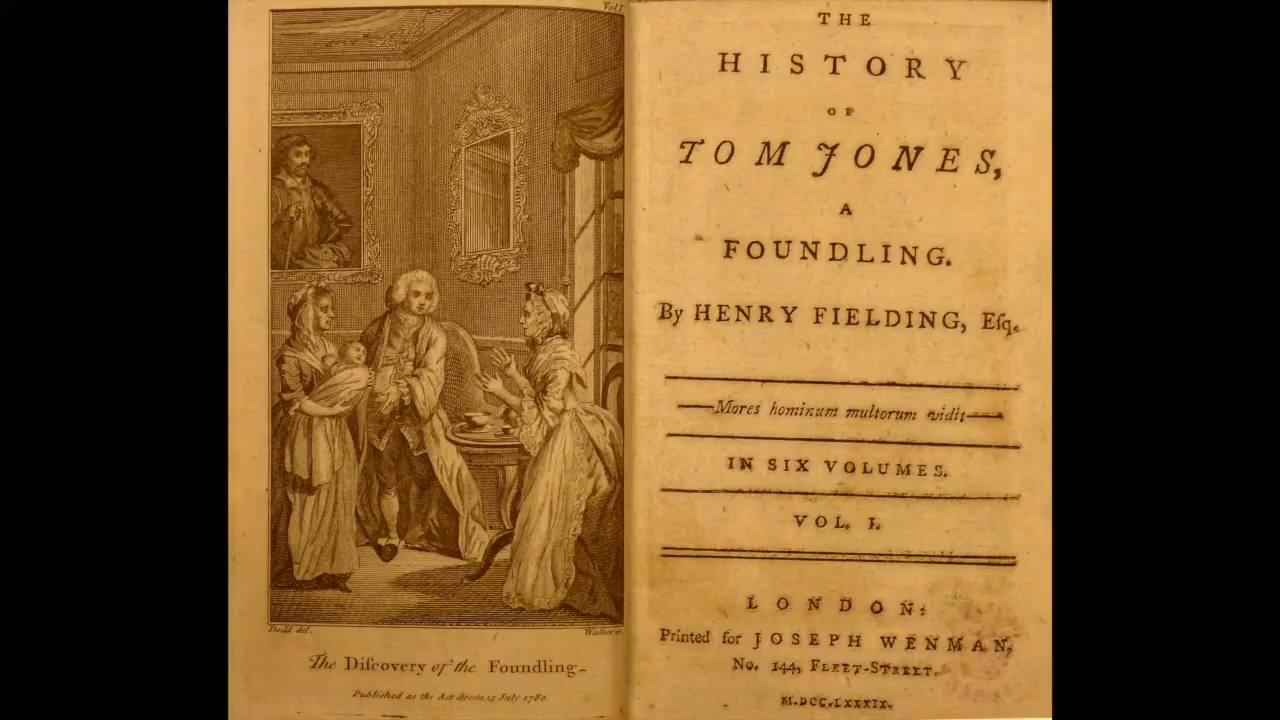 Vol I
Dodd del.
The Diſcovery of the Foundling-
Publiſhed as the Act directs, 15 July 1780.
THE
HISTORY
OF
TOM JONES,
A
FOUNDLING.
By HENRY FIELDING, Eſq.
—Mores hominum multorum vidit—
IN SIX VOLUMES.
VOL. I.
LONDON:
Printed for JOSEPH WENMAN,
No. 144, FLEET-STREET.
M.DCC.LXXXIX.